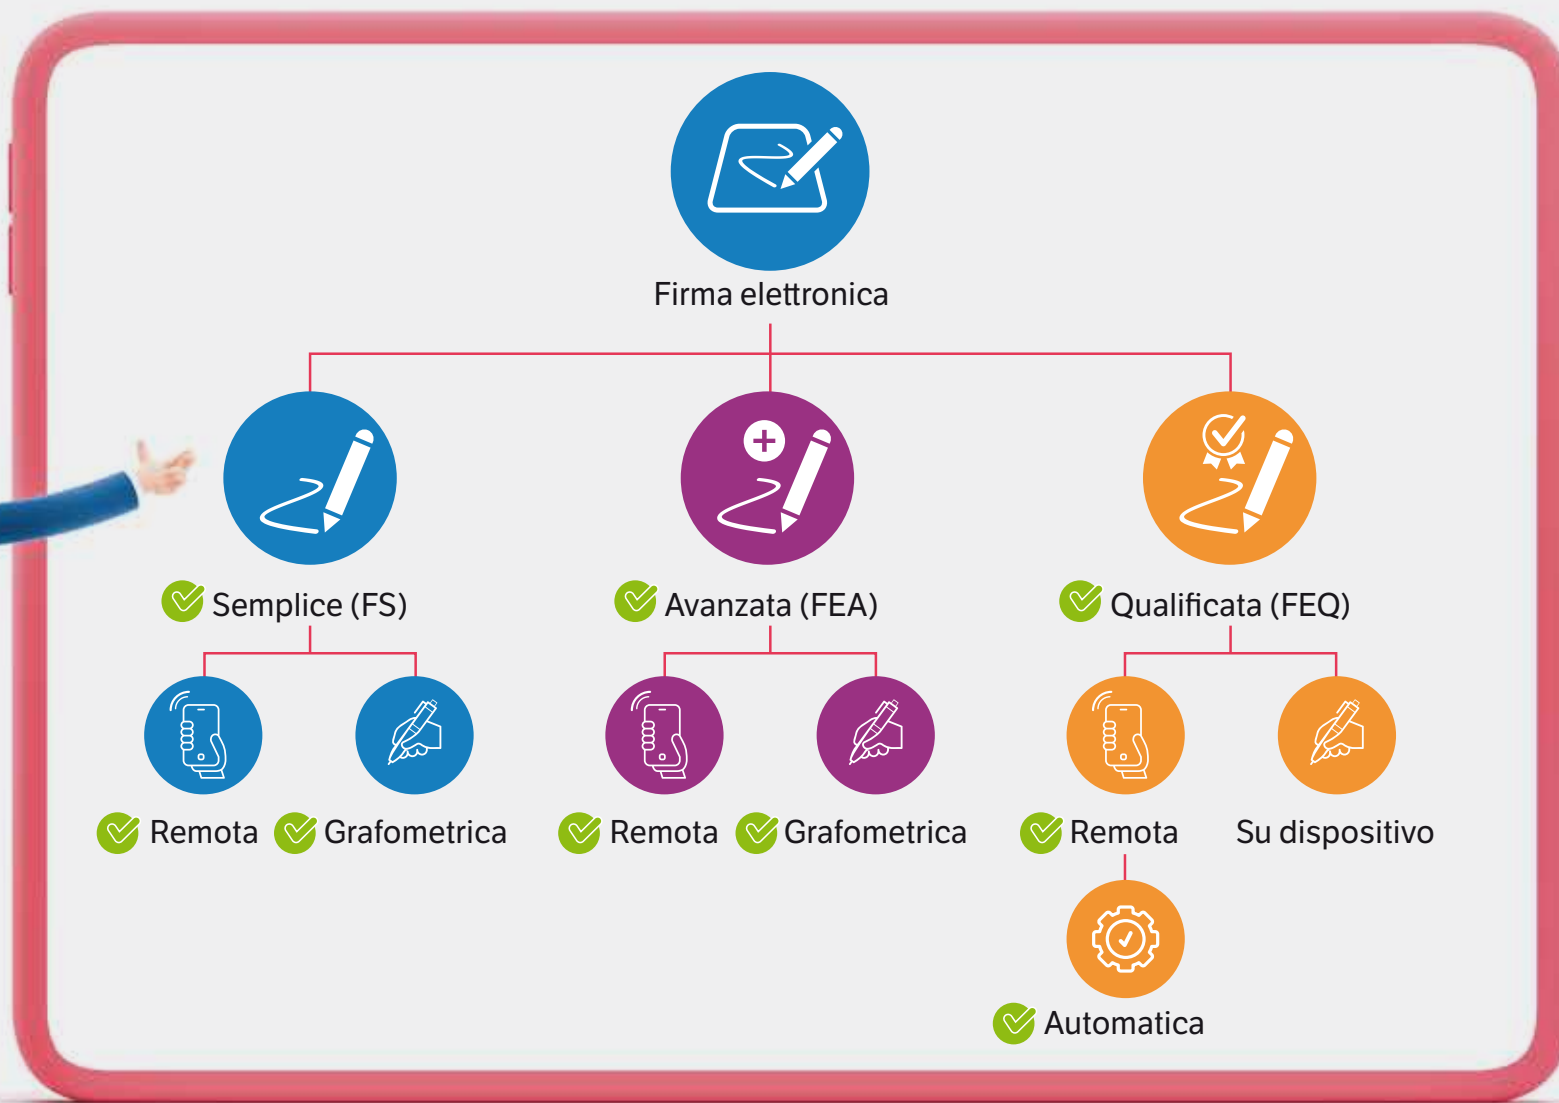 Firma elettronica
Semplice (FS)
Avanzata (FEA)
Qualificata (FEQ)
Remota
Grafometrica
Remota
Grafometrica
Remota
Su dispositivo
Automatica